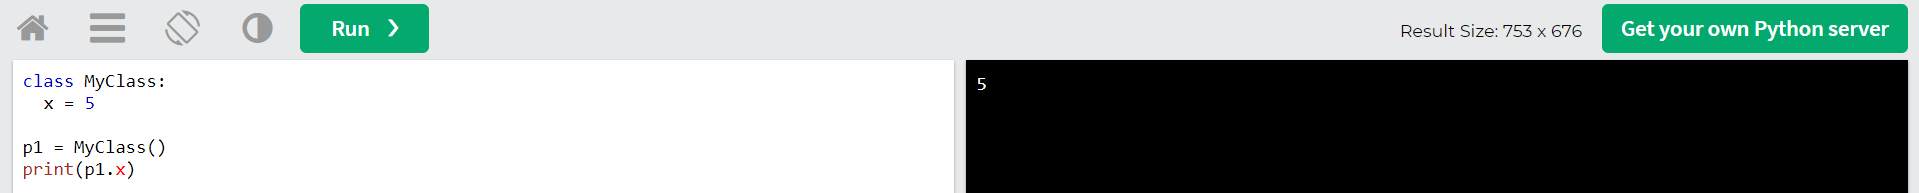 Run ❯
Result Size: 753 x 676
Get your own Python server
class MyClass:
  x = 5

p1 = MyClass()
print(p1.x)
5